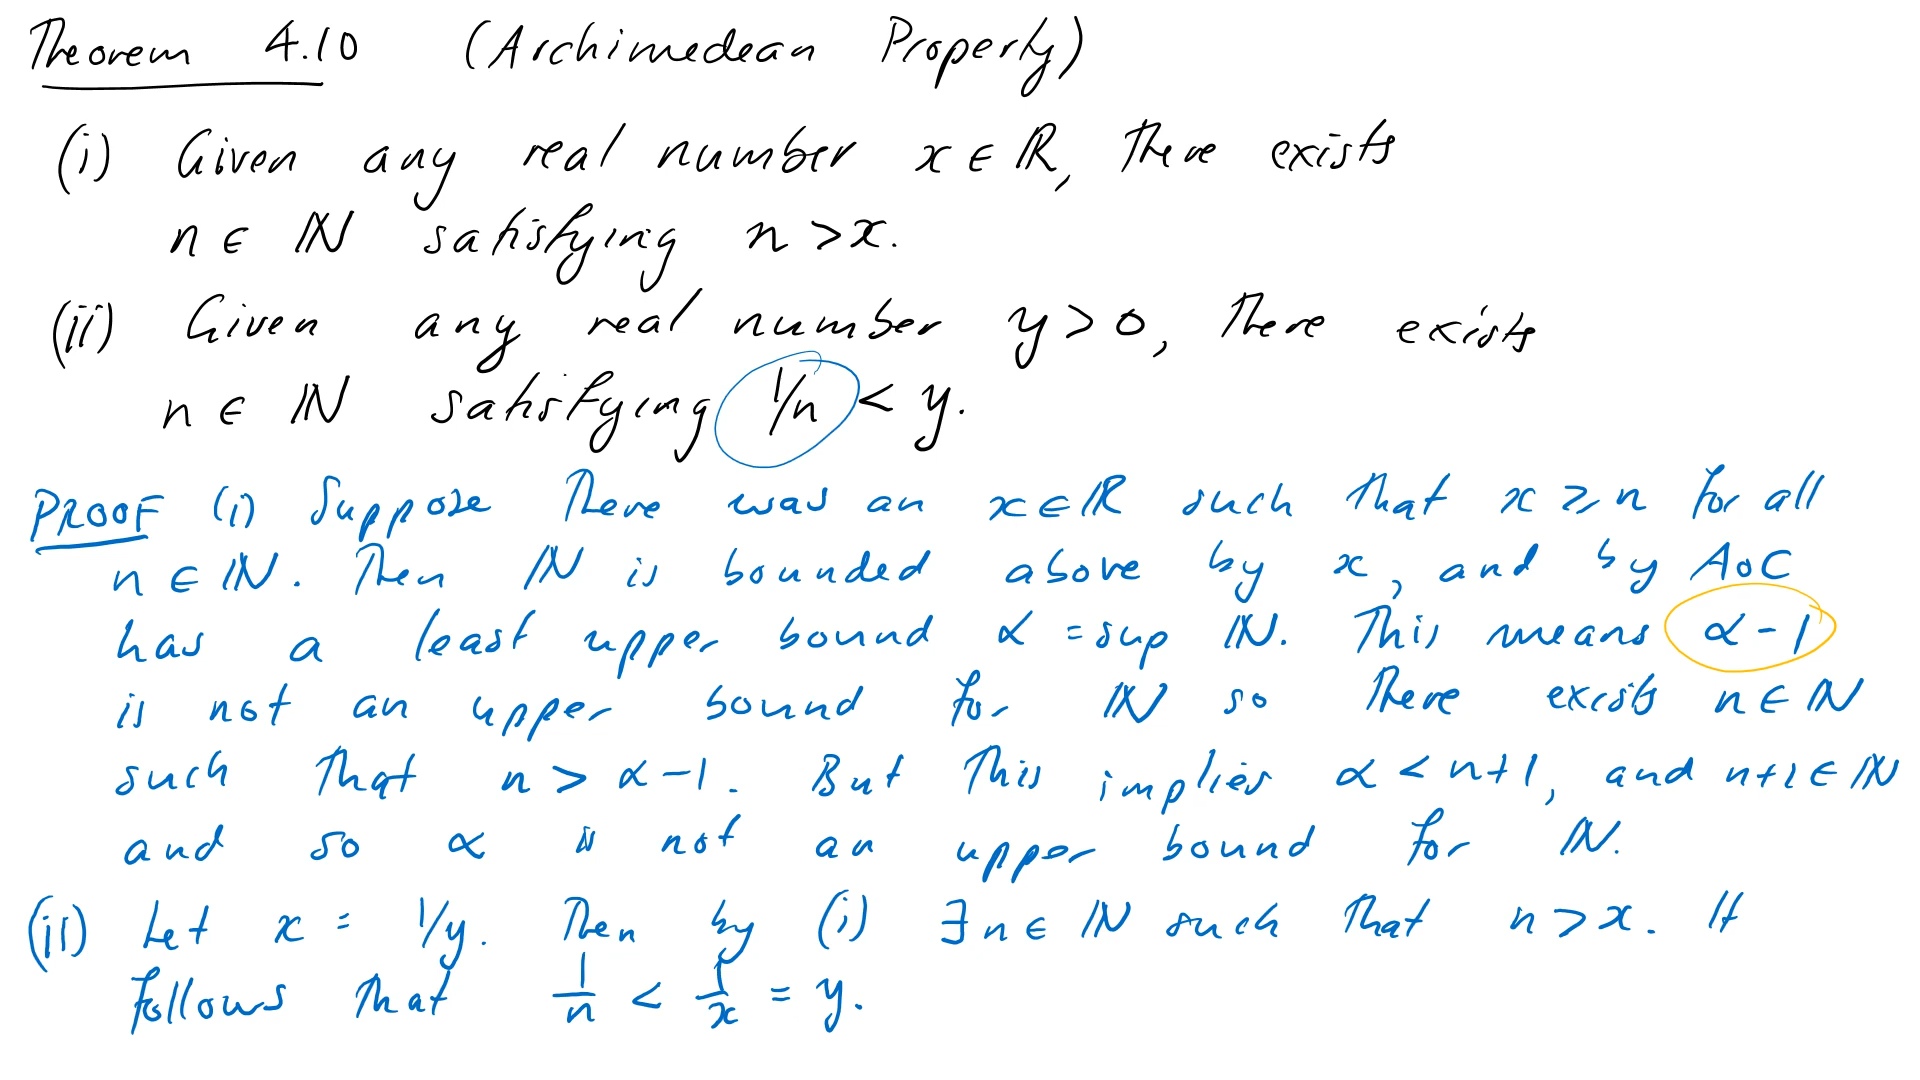 Theorem 4.10 (Archimedean Property)
(i) Given any real number x ∈ ℝ, there exists
n ∈ ℕ satisfying n > x.
(ii) Given any real number y > 0, there exists
n ∈ ℕ satisfying 1/n < y.
PROOF (i) Suppose there was an x ∈ ℝ such that x ≥ n for all
n ∈ ℕ. Then ℕ is bounded above by x, and by AoC
has a least upper bound α = sup ℕ. This means α - 1
is not an upper bound for ℕ so there exists n ∈ ℕ
such that n > α - 1. But this implies α < n + 1, and n + 1 ∈ ℕ
and so α is not an upper bound for ℕ.
(ii) Let x = 1/y. Then by (i) ∃ n ∈ ℕ such that n > x. It
follows that 1/n < 1/x = y.